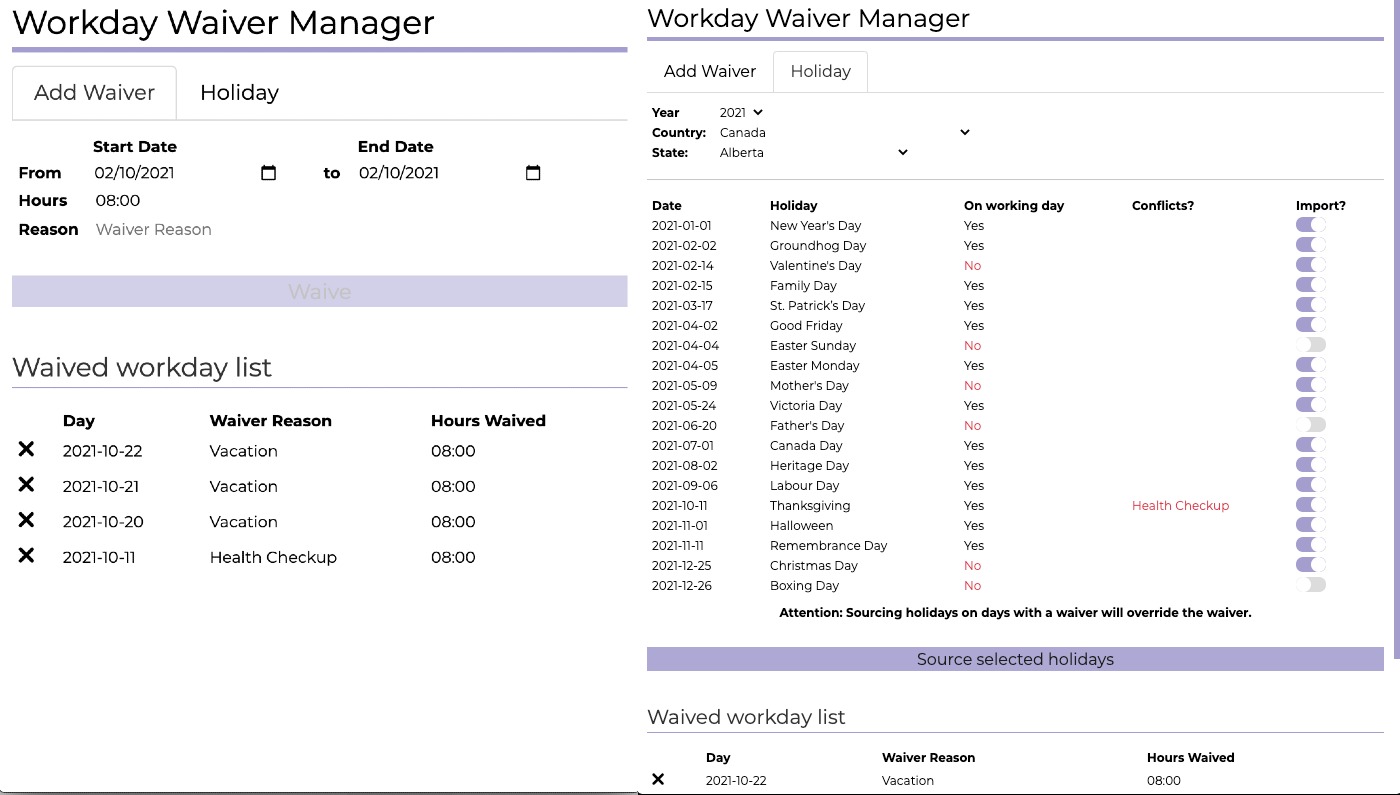 Workday Waiver Manager
Add Waiver Holiday
Start Date End Date
From 02/10/2021 to 02/10/2021
Hours 08:00
Reason Waiver Reason
Waive
Waived workday list
Day Waiver Reason Hours Waived
2021-10-22 Vacation 08:00
2021-10-21 Vacation 08:00
2021-10-20 Vacation 08:00
2021-10-11 Health Checkup 08:00
Workday Waiver Manager
Add Waiver Holiday
Year 2021
Country: Canada
State: Alberta
Date Holiday On working day Conflicts? Import?
2021-01-01 New Year's Day Yes
2021-02-02 Groundhog Day Yes
2021-02-14 Valentine's Day No
2021-02-15 Family Day Yes
2021-03-17 St. Patrick’s Day Yes
2021-04-02 Good Friday Yes
2021-04-04 Easter Sunday No
2021-04-05 Easter Monday Yes
2021-05-09 Mother's Day No
2021-05-24 Victoria Day Yes
2021-06-20 Father's Day No
2021-07-01 Canada Day Yes
2021-08-02 Heritage Day Yes
2021-09-06 Labour Day Yes
2021-10-11 Thanksgiving Yes Health Checkup
2021-11-01 Halloween Yes
2021-11-11 Remembrance Day Yes
2021-12-25 Christmas Day No
2021-12-26 Boxing Day No
Attention: Sourcing holidays on days with a waiver will override the waiver.
Source selected holidays
Waived workday list
Day Waiver Reason Hours Waived
2021-10-22 Vacation 08:00